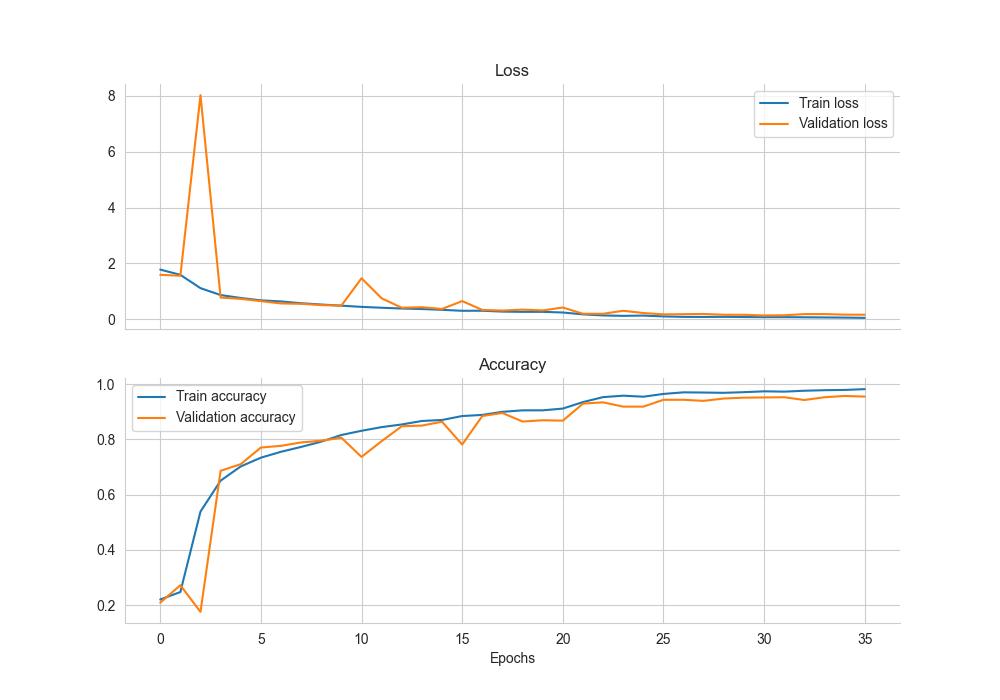 Loss
8
6
4
2
0
Train loss
Validation loss
Accuracy
1.0
0.8
0.6
0.4
0.2
Train accuracy
Validation accuracy
0 5 10 15 20 25 30 35
Epochs